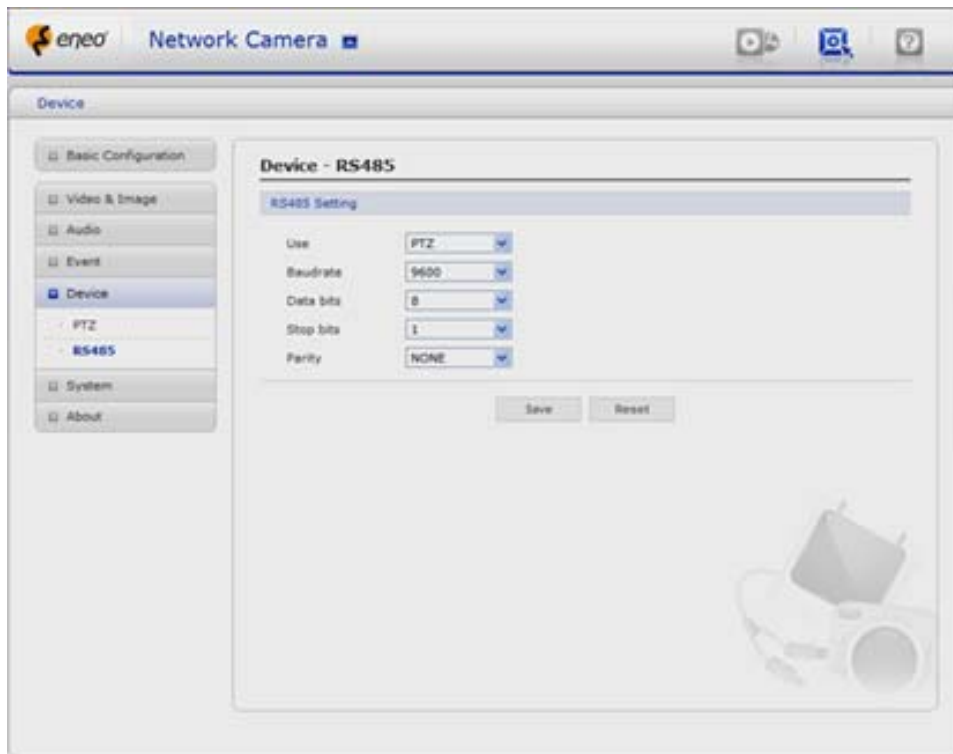 eneo Network Camera
?
Device
Basic Configuration
Video & Image
Audio
Event
Device
PTZ
RS485
System
About
Device - RS485
RS485 Setting
Use PTZ
Baudrate 9600
Data bits 8
Stop bits 1
Parity NONE
Save Reset